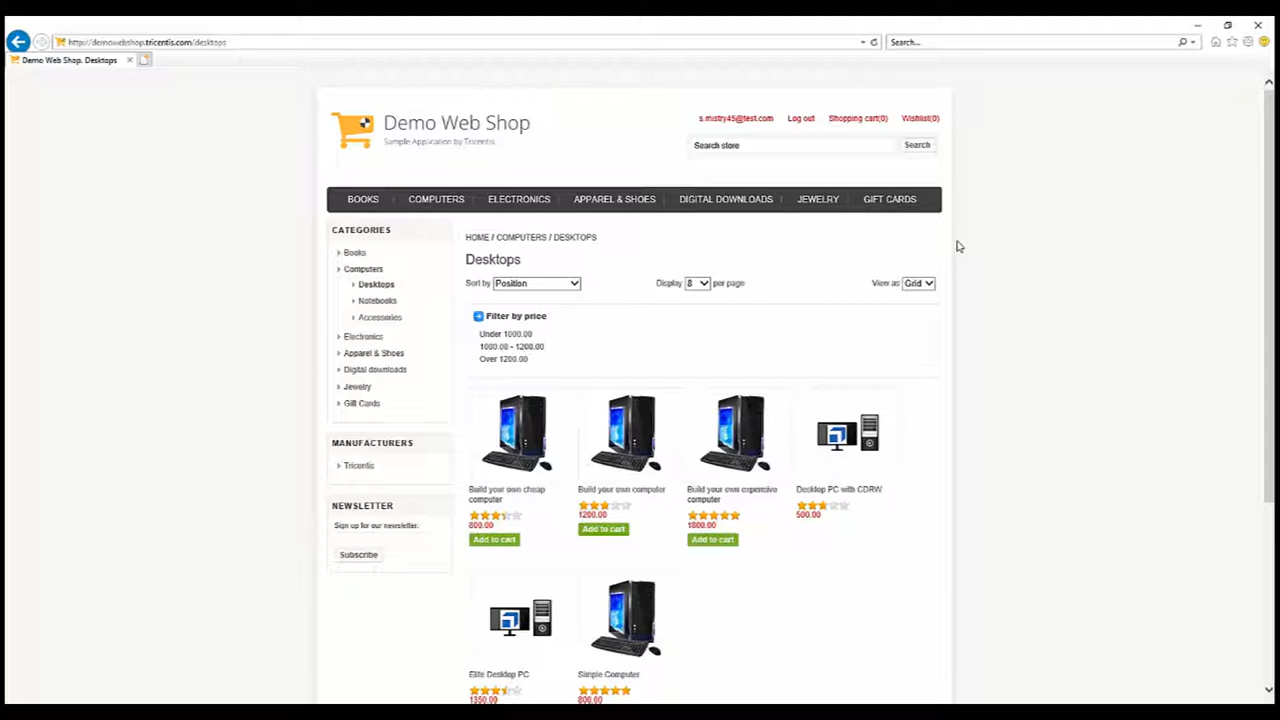 http://demowebshop.tricentis.com/desktops
Search...
Demo Web Shop. Desktops
Demo Web Shop
Sample Application by Tricentis
s.mistry45@test.com Log out Shopping cart(0) Wishlist(0)
Search store Search
BOOKS COMPUTERS ELECTRONICS APPAREL & SHOES DIGITAL DOWNLOADS JEWELRY GIFT CARDS
CATEGORIES
Books
Computers
Desktops
Notebooks
Accessories
Electronics
Apparel & Shoes
Digital downloads
Jewelry
Gift Cards
MANUFACTURERS
Tricentis
NEWSLETTER
Sign up for our newsletter:
Subscribe
HOME / COMPUTERS / DESKTOPS
Desktops
Sort by Position Display 8 per page View as Grid
Filter by price
Under 1000.00
1000.00 - 1200.00
Over 1200.00
Build your own cheap
computer
800.00
Add to cart
Build your own computer
1200.00
Add to cart
Build your own expensive
computer
1800.00
Add to cart
Desktop PC with CDRW
500.00
Elite Desktop PC
1350.00
Simple Computer
800.00